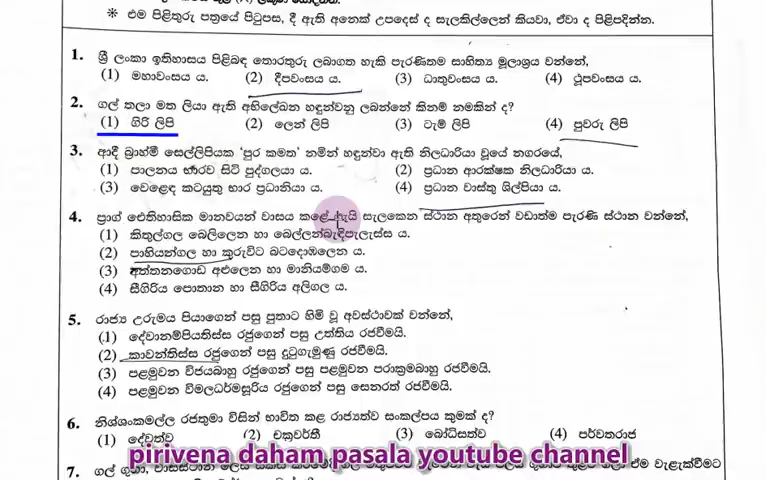 * එම පිළිතුරු පත්‍රයේ පිටුපස, දී ඇති අනෙක් උපදෙස් ද සැලකිල්ලෙන් කියවා, ඒවා ද පිළිපදින්න.
1. ශ්‍රී ලංකා ඉතිහාසය පිළිබඳ තොරතුරු ලබාගත හැකි පැරණිතම සාහිත්‍ය මූලාශ්‍රය වන්නේ,
(1) මහාවංසය ය. (2) දීපවංසය ය. (3) ධාතුවංසය ය. (4) ථූපවංසය ය.
2. ගල් තලා මත ලියා ඇති අභිලේඛන හඳුන්වනු ලබන්නේ කිනම් නමකින් ද?
(1) ගිරි ලිපි (2) ලෙන් ලිපි (3) ටැම් ලිපි (4) පුවරු ලිපි
3. ආදී බ්‍රාහ්මී සෙල්ලිපියක 'පුර කමත' නමින් හඳුන්වා ඇති නිලධාරියා වූයේ නගරයේ,
(1) පාලනය භාරව සිටි පුද්ගලයා ය. (2) ප්‍රධාන ආරක්ෂක නිලධාරියා ය.
(3) වෙළෙඳ කටයුතු භාර ප්‍රධානියා ය. (4) ප්‍රධාන වාස්තු ශිල්පියා ය.
4. ප්‍රාග් ඓතිහාසික මානවයන් වාසය කළේ යැයි සැලකෙන ස්ථාන අතුරෙන් වඩාත්ම පැරණි ස්ථාන වන්නේ,
(1) කිතුල්ගල බෙලිලෙන හා බෙල්ලන්බැඳිපැලැස්ස ය.
(2) පාහියන්ගල හා කුරුවිට බටදොඹලෙන ය.
(3) අත්තනගොඩ අළුලෙන හා මානියම්ගම ය.
(4) සීගිරිය පොතාන හා සීගිරිය අලිගල ය.
5. රාජ්‍ය උරුමය පියාගෙන් පසු පුතාට හිමි වූ අවස්ථාවක් වන්නේ,
(1) දේවානම්පියතිස්ස රජුගෙන් පසු උත්තිය රජවීමයි.
(2) කාවන්තිස්ස රජුගෙන් පසු දුටුගැමුණු රජවීමයි.
(3) පළමුවන විජයබාහු රජුගෙන් පසු පළමුවන පරාක්‍රමබාහු රජවීමයි.
(4) පළමුවන විමලධර්මසූරිය රජුගෙන් පසු සෙනරත් රජවීමයි.
6. නිශ්ශංකමල්ල රජතුමා විසින් භාවිත කළ රාජ්‍යත්ව සංකල්පය කුමක් ද?
(1) දේවත්ව (2) චක්‍රවර්තී (3) බෝධිසත්ව (4) පර්වතරාජ
pirivena daham pasala youtube channel
7. ගල් ගුහා, වාසස්ථාන ලෙස ඒම වැළැක්වීමට